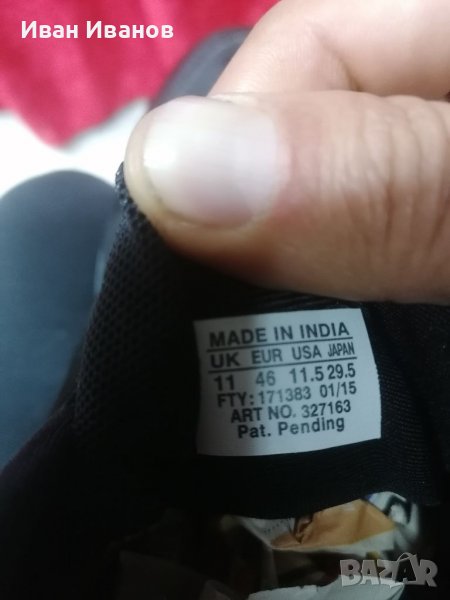 Иван Иванов
MADE IN INDIA
UK EUR USA JAPAN
11 46 11.5 29.5
FTY: 171383 01/15
ART NO. 327163
Pat. Pending
BAZAR